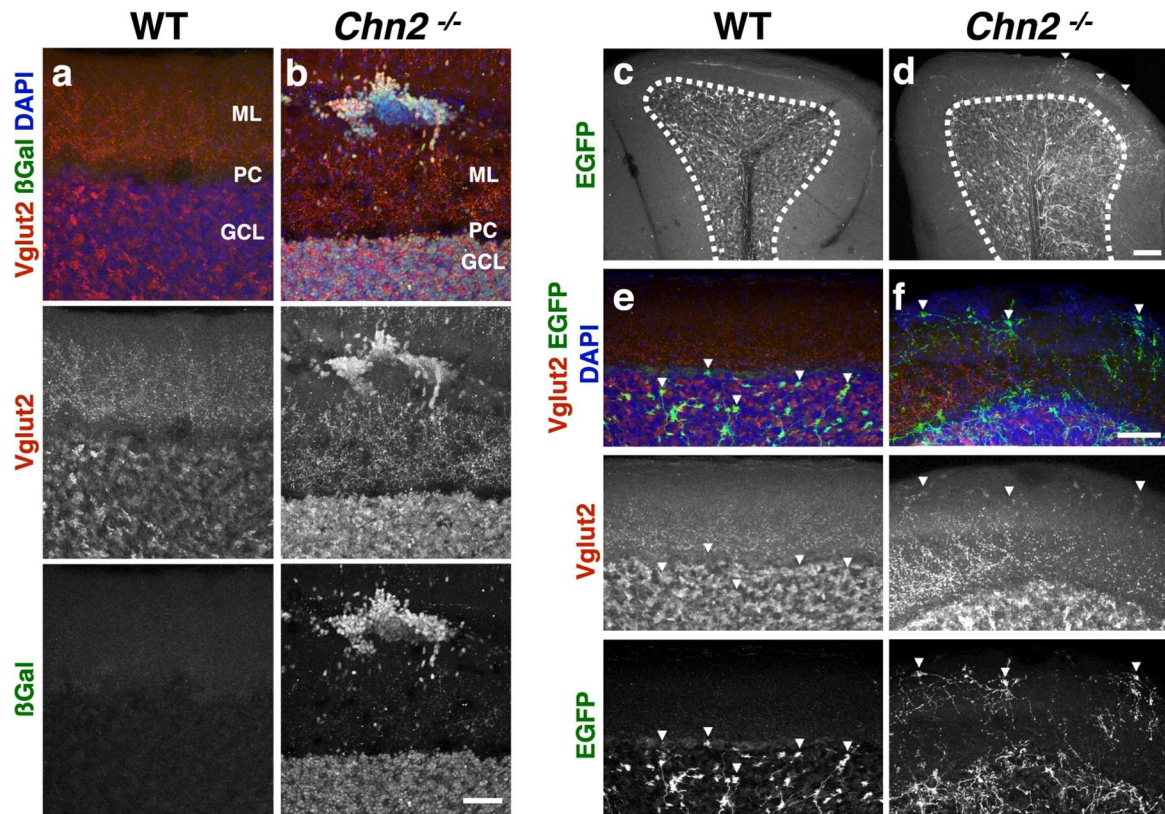 WT
Chn2 -/-
WT
Chn2 -/-
Vglut2 ßGal DAPI
a
ML
PC
GCL
b
ML
PC
GCL
Vglut2
ßGal
EGFP
c
d
Vglut2 EGFP
DAPI
e
f
Vglut2
EGFP